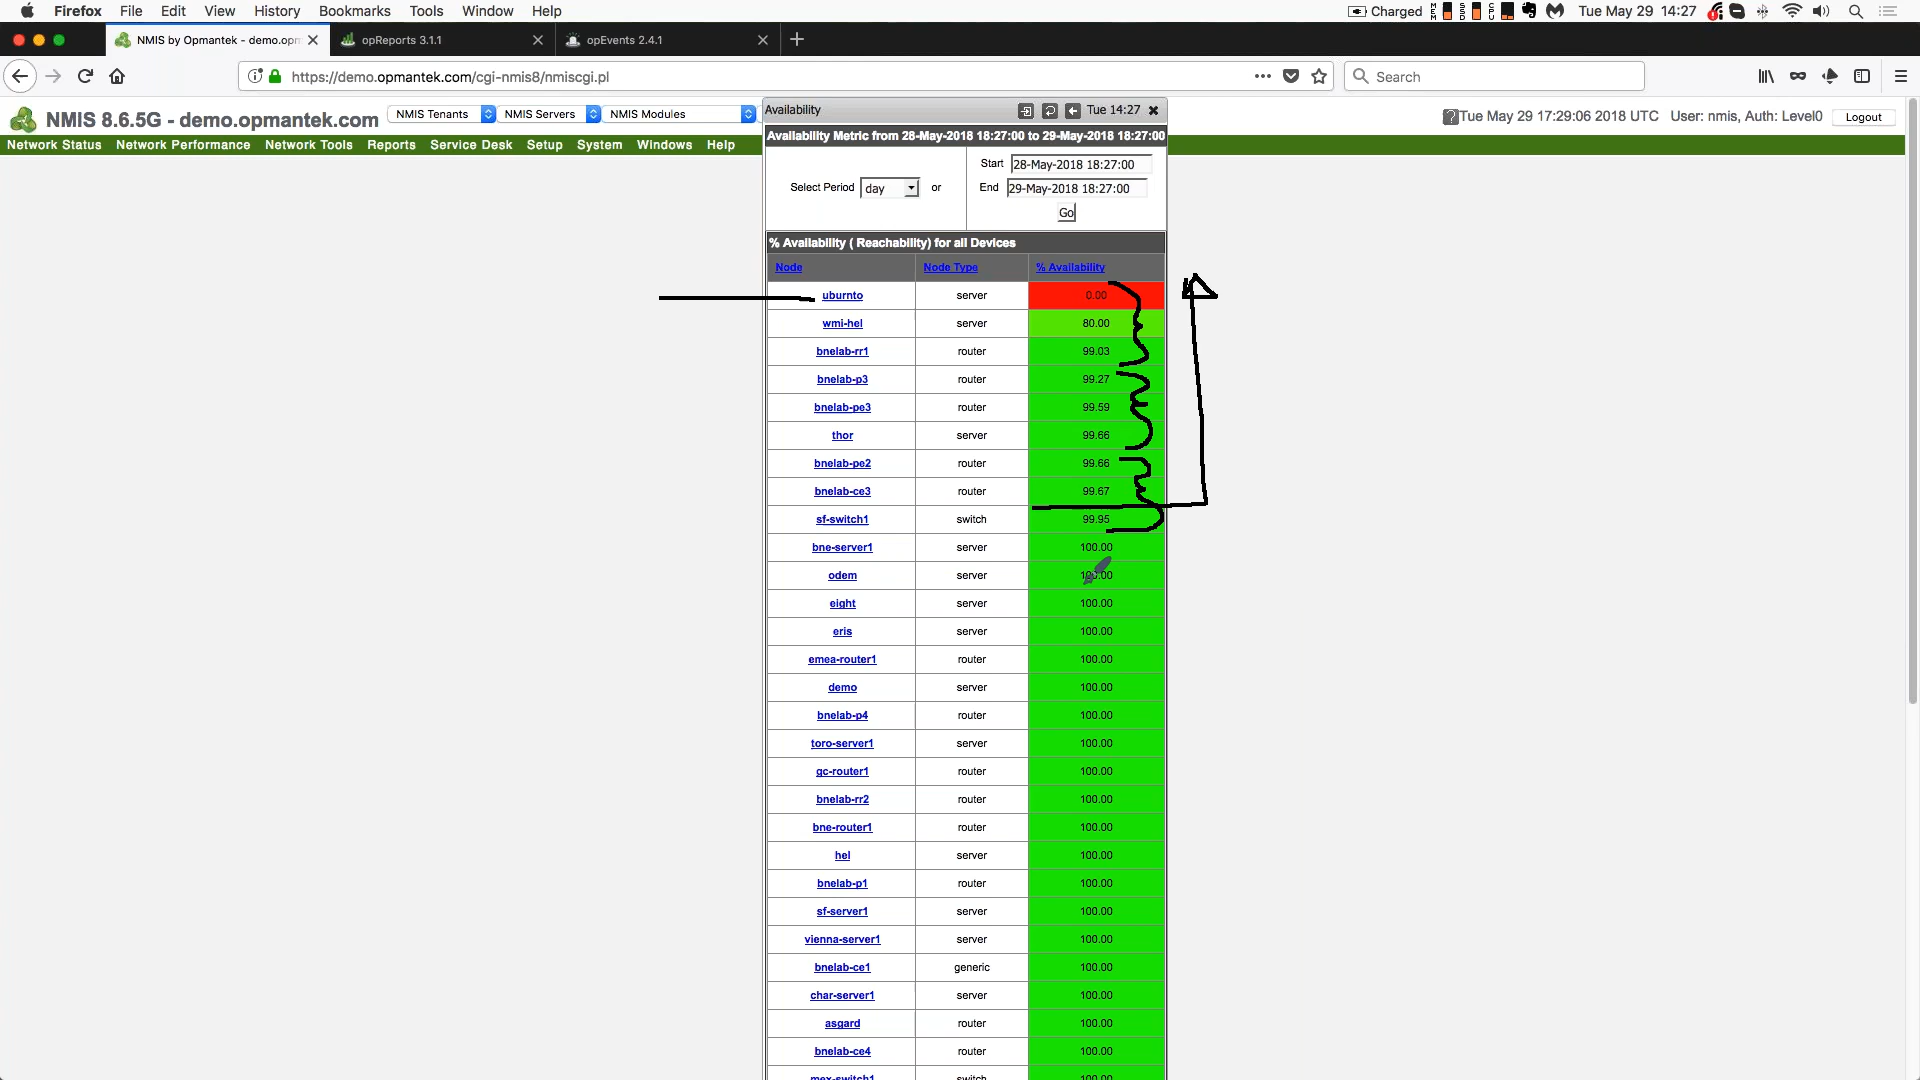 Firefox File Edit View History Bookmarks Tools Window Help Charged MEM SSD CPU Tue May 29 14:27
NMIS by Opmantek - demo.opm opReports 3.1.1 opEvents 2.4.1
https://demo.opmantek.com/cgi-nmis8/nmiscgi.pl Search
NMIS 8.6.5G - demo.opmantek.com NMIS Tenants NMIS Servers NMIS Modules Tue May 29 17:29:06 2018 UTC User: nmis, Auth: Level0 Logout
Network Status Network Performance Network Tools Reports Service Desk Setup System Windows Help
Availability Tue 14:27
Availability Metric from 28-May-2018 18:27:00 to 29-May-2018 18:27:00
Select Period day or
Start 28-May-2018 18:27:00
End 29-May-2018 18:27:00
Go
% Availability ( Reachability) for all Devices
Node Node Type % Availability
uburnto server 0.00
wmi-hel server 80.00
bnelab-rr1 router 99.03
bnelab-p3 router 99.27
bnelab-pe3 router 99.59
thor server 99.66
bnelab-pe2 router 99.66
bnelab-ce3 router 99.67
sf-switch1 switch 99.95
bne-server1 server 100.00
odem server 100.00
eight server 100.00
eris server 100.00
emea-router1 router 100.00
demo server 100.00
bnelab-p4 router 100.00
toro-server1 server 100.00
gc-router1 router 100.00
bnelab-rr2 router 100.00
bne-router1 router 100.00
hel server 100.00
bnelab-p1 router 100.00
sf-server1 server 100.00
vienna-server1 server 100.00
bnelab-ce1 generic 100.00
char-server1 server 100.00
asgard router 100.00
bnelab-ce4 router 100.00
mex-switch1 switch 100.00